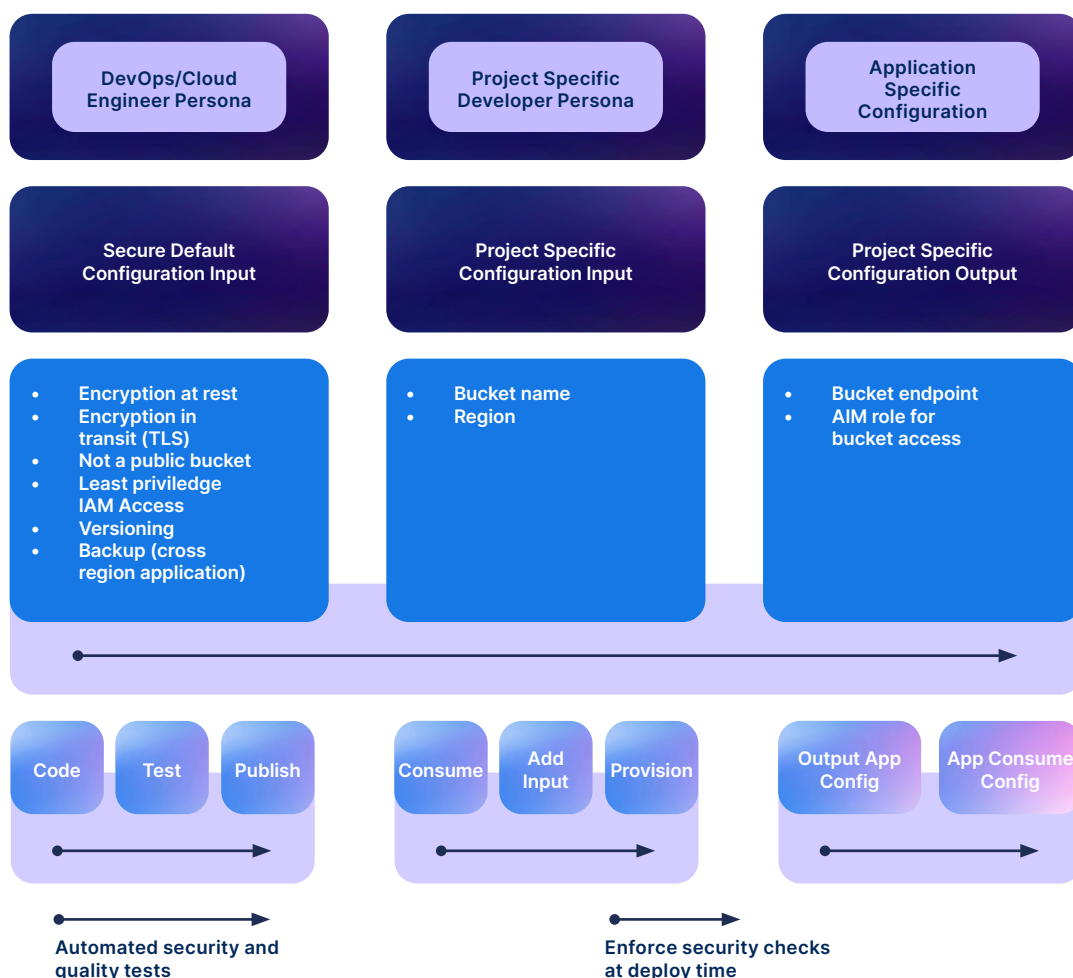 DevOps/Cloud
Engineer Persona
Project Specific
Developer Persona
Application
Specific
Configuration
Secure Default
Configuration Input
Project Specific
Configuration Input
Project Specific
Configuration Output
• Encryption at rest
• Encryption in
transit (TLS)
• Not a public bucket
• Least priviledge
IAM Access
• Versioning
• Backup (cross
region application)
• Bucket name
• Region
• Bucket endpoint
• AIM role for
bucket access
Code
Test
Publish
Consume
Add
Input
Provision
Output App
Config
App Consume
Config
Automated security and
quality tests
Enforce security checks
at deploy time